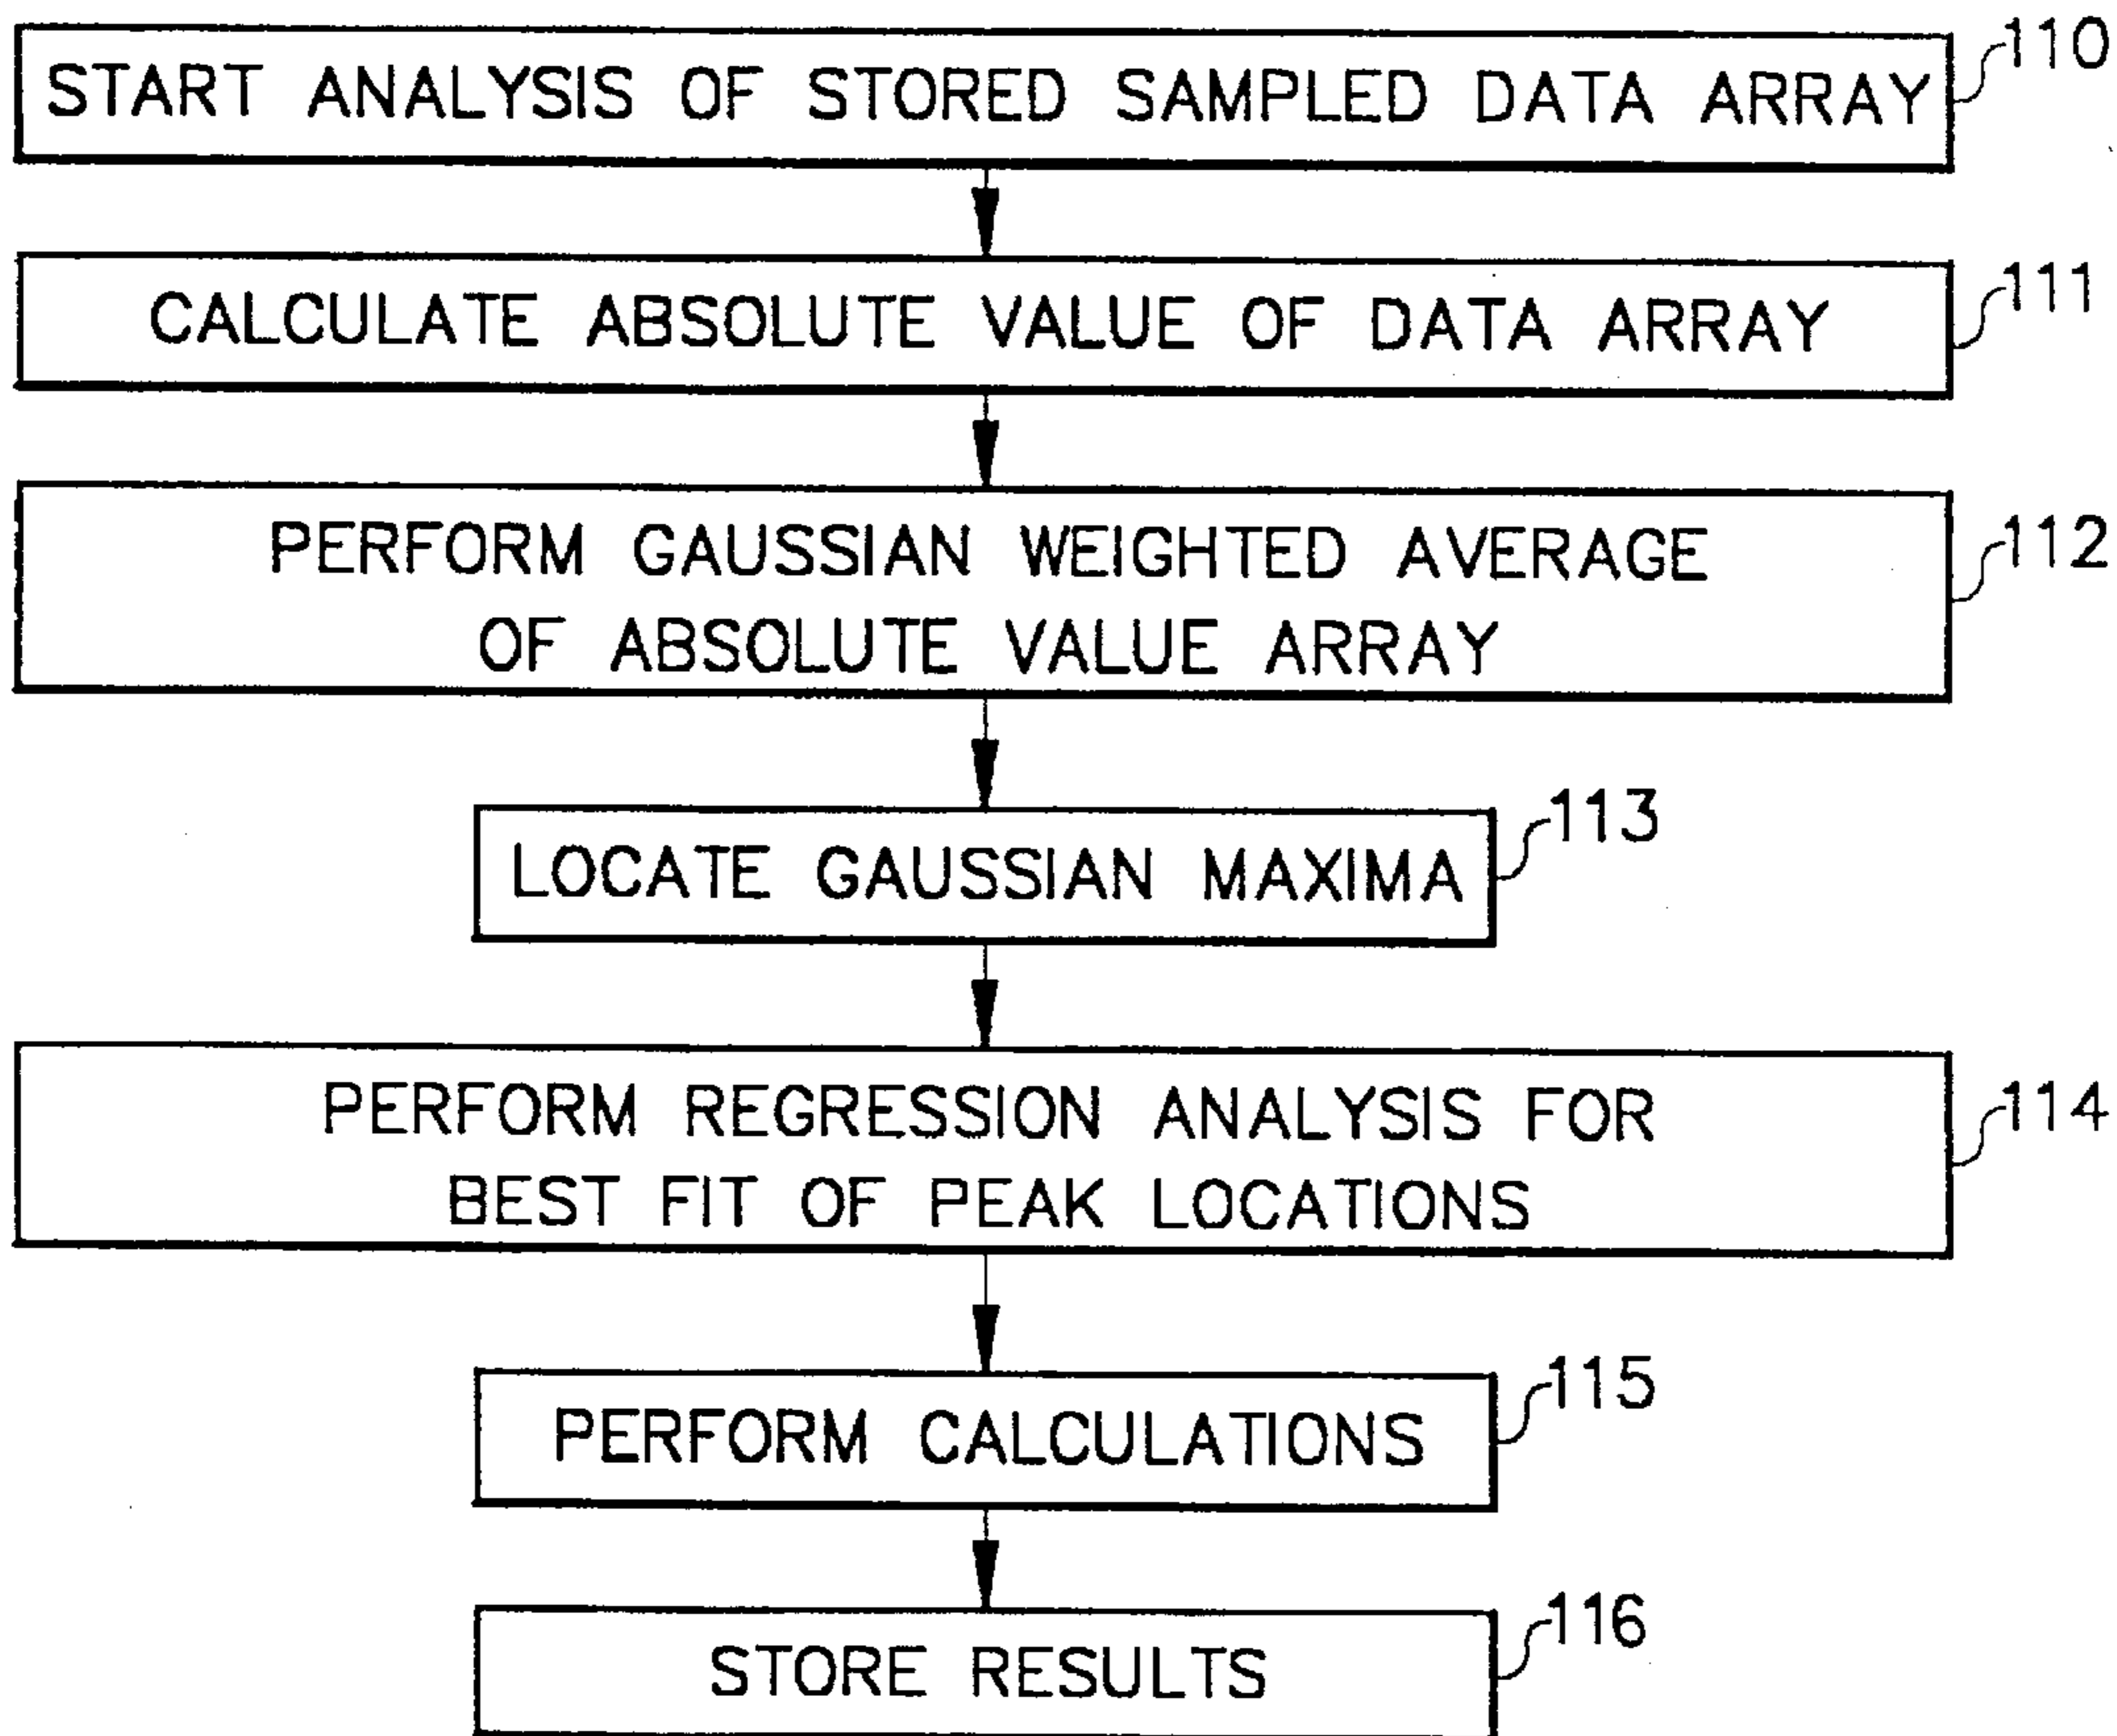 START ANALYSIS OF STORED SAMPLED DATA ARRAY 110
CALCULATE ABSOLUTE VALUE OF DATA ARRAY 111
PERFORM GAUSSIAN WEIGHTED AVERAGE 112
OF ABSOLUTE VALUE ARRAY
LOCATE GAUSSIAN MAXIMA 113
PERFORM REGRESSION ANALYSIS FOR 114
BEST FIT OF PEAK LOCATIONS
PERFORM CALCULATIONS 115
STORE RESULTS 116